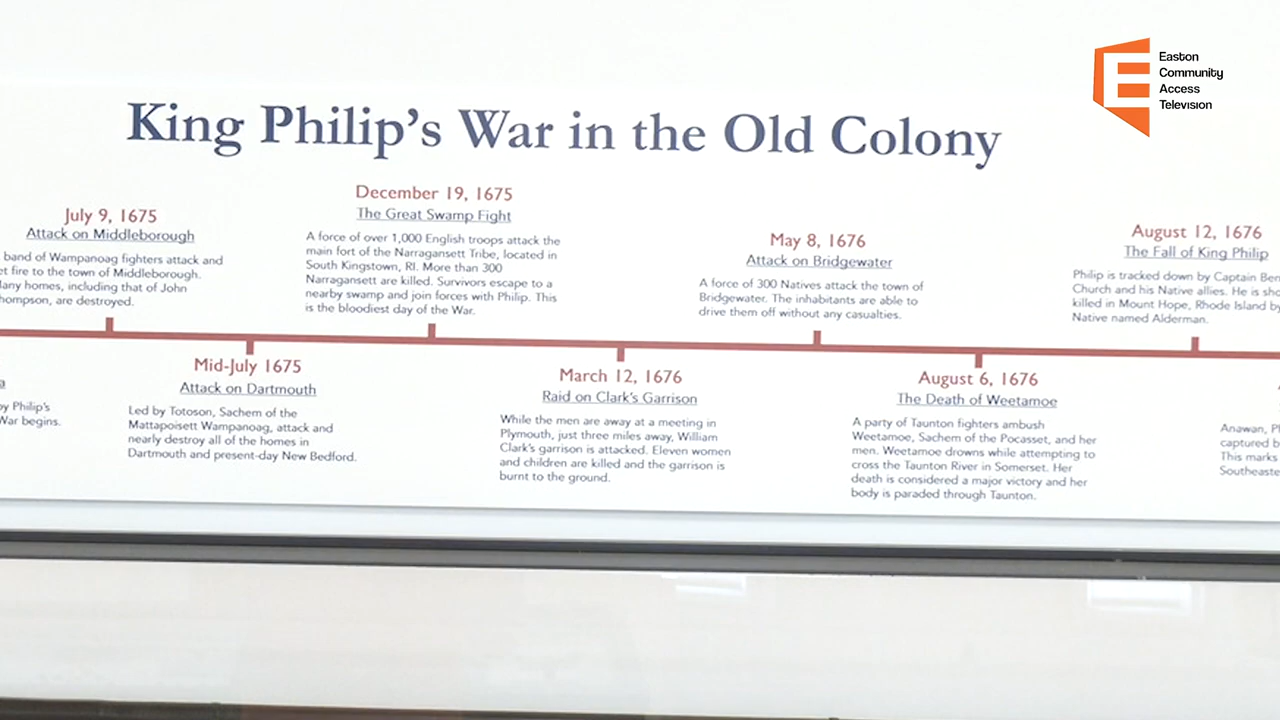 Easton
Community
Access
Television
King Philip's War in the Old Colony
July 9, 1675
Attack on Middleborough
band of Wampanoag fighters attack and
set fire to the town of Middleborough.
Many homes, including that of John
Thompson, are destroyed.
December 19, 1675
The Great Swamp Fight
A force of over 1,000 English troops attack the
main fort of the Narragansett Tribe, located in
South Kingstown, RI. More than 300
Narragansett are killed. Survivors escape to a
nearby swamp and join forces with Philip. This
is the bloodiest day of the War.
May 8, 1676
Attack on Bridgewater
A force of 300 Natives attack the town of
Bridgewater. The inhabitants are able to
drive them off without any casualties.
August 12, 1676
The Fall of King Philip
Philip is tracked down by Captain Ben
Church and his Native allies. He is sho
killed in Mount Hope, Rhode Island by
Native named Alderman.
by Philip's
War begins.
Mid-July 1675
Attack on Dartmouth
Led by Totoson, Sachem of the
Mattapoisett Wampanoag, attack and
nearly destroy all of the homes in
Dartmouth and present-day New Bedford.
March 12, 1676
Raid on Clark's Garrison
While the men are away at a meeting in
Plymouth, just three miles away, William
Clark's garrison is attacked. Eleven women
and children are killed and the garrison is
burnt to the ground.
August 6, 1676
The Death of Weetamoe
A party of Taunton fighters ambush
Weetamoe, Sachem of the Pocasset, and her
men. Weetamoe drowns while attempting to
cross the Taunton River in Somerset. Her
death is considered a major victory and her
body is paraded through Taunton.
Anawan, P
captured b
This marks
Southeaste